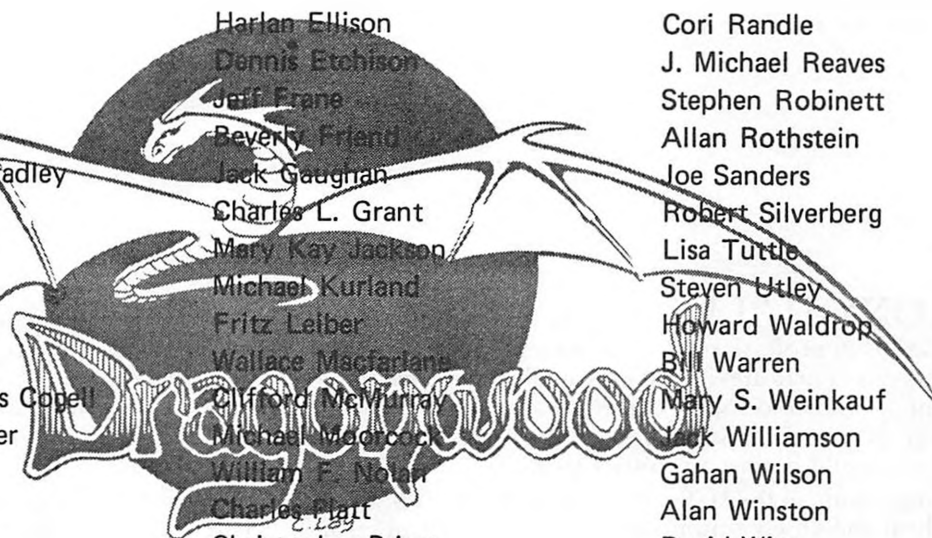 adley
s Copell
er
Harlan Ellison
Dennis Etchison
Jeff Frane
Beverly Friend
Jack Gaughan
Charles L. Grant
Mary Kay Jackson
Michael Kurland
Fritz Leiber
Wallace Macfarlane
Clifford McMurray
Michael Moorcock
William F. Nolan
Charles Platt
Cori Randle
J. Michael Reaves
Stephen Robinett
Allan Rothstein
Joe Sanders
Robert Silverberg
Lisa Tuttle
Steven Utley
Howard Waldrop
Bill Warren
Mary S. Weinkauf
Jack Williamson
Gahan Wilson
Alan Winston
Dragonwood
C. Lay